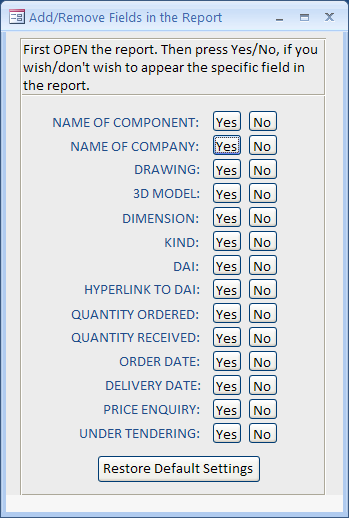 Add/Remove Fields in the Report
First OPEN the report. Then press Yes/No, if you
wish/don't wish to appear the specific field in
the report.
NAME OF COMPONENT: Yes No
NAME OF COMPANY: Yes No
DRAWING: Yes No
3D MODEL: Yes No
DIMENSION: Yes No
KIND: Yes No
DAI: Yes No
HYPERLINK TO DAI: Yes No
QUANTITY ORDERED: Yes No
QUANTITY RECEIVED: Yes No
ORDER DATE: Yes No
DELIVERY DATE: Yes No
PRICE ENQUIRY: Yes No
UNDER TENDERING: Yes No
Restore Default Settings